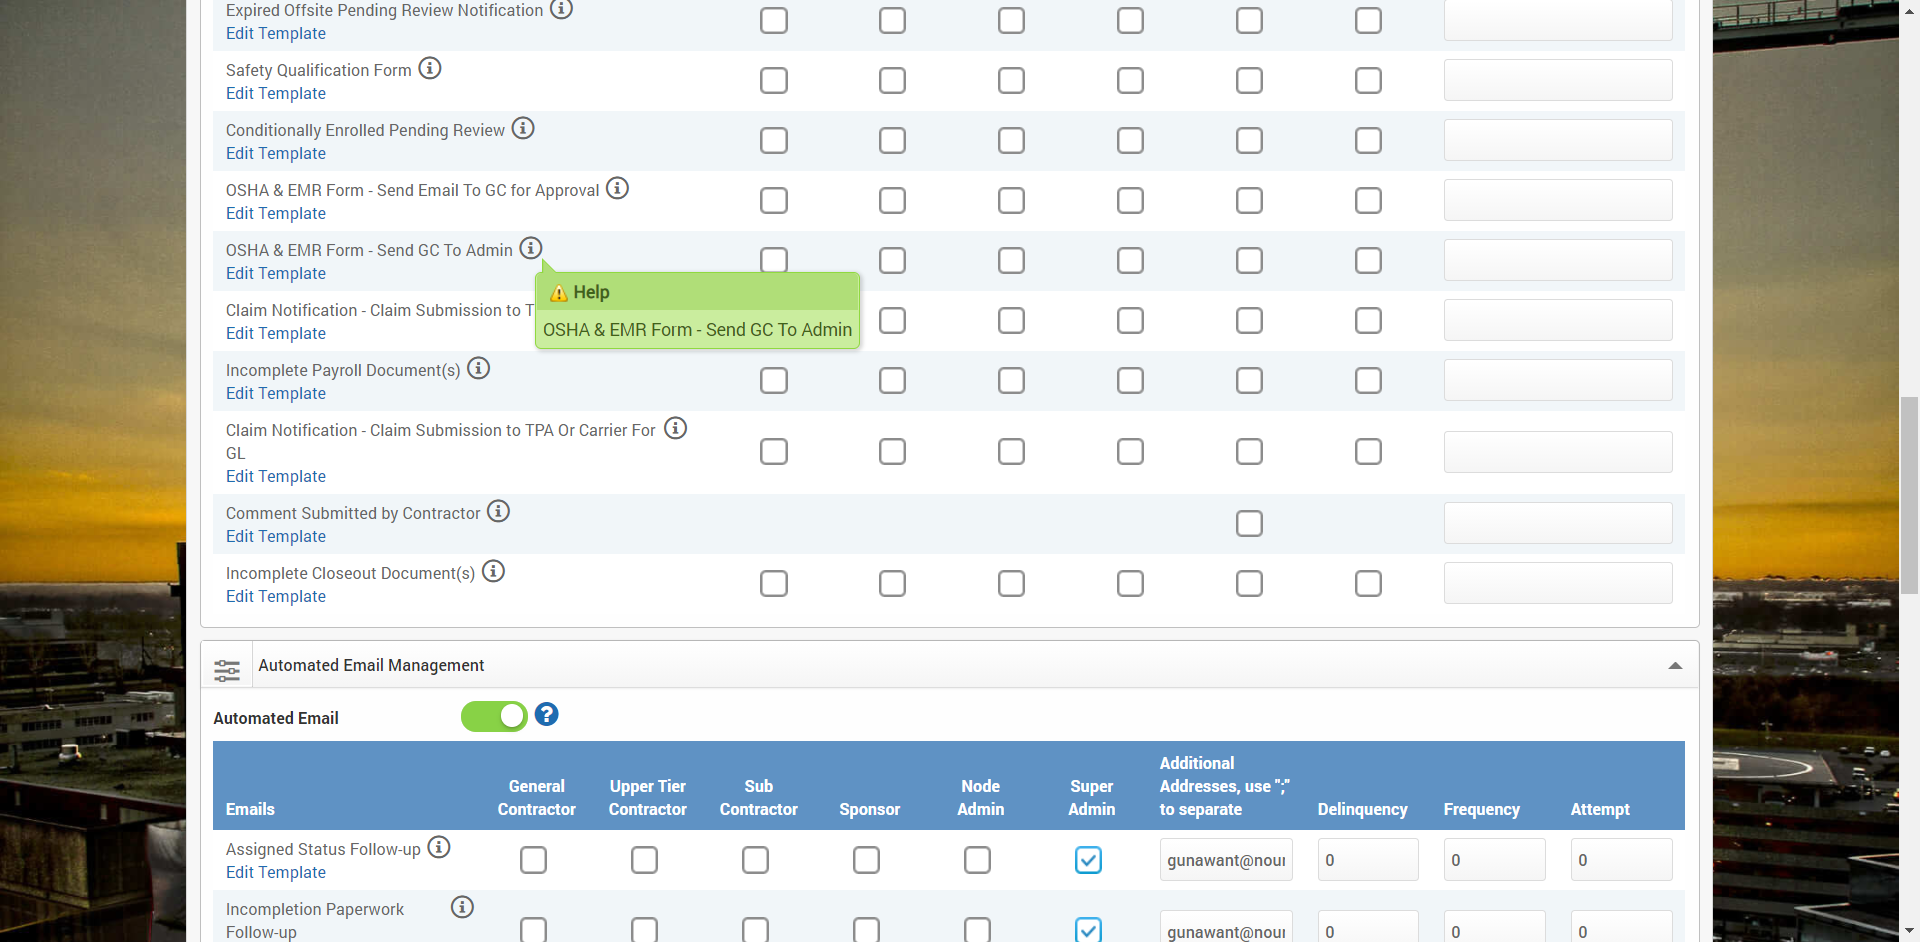 Expired Offsite Pending Review Notification
Edit Template
Safety Qualification Form
Edit Template
Conditionally Enrolled Pending Review
Edit Template
OSHA & EMR Form - Send Email To GC for Approval
Edit Template
OSHA & EMR Form - Send GC To Admin
Edit Template
Help
OSHA & EMR Form - Send GC To Admin
Claim Notification - Claim Submission to T
Edit Template
Incomplete Payroll Document(s)
Edit Template
Claim Notification - Claim Submission to TPA Or Carrier For
GL
Edit Template
Comment Submitted by Contractor
Edit Template
Incomplete Closeout Document(s)
Edit Template
Automated Email Management
Automated Email
Emails
General
Contractor
Upper Tier
Contractor
Sub
Contractor
Sponsor
Node
Admin
Super
Admin
Additional
Addresses, use ";"
to separate
Delinquency
Frequency
Attempt
Assigned Status Follow-up
Edit Template
gunawant@nour
0
0
0
Incompletion Paperwork
Follow-up
gunawant@nour
0
0
0